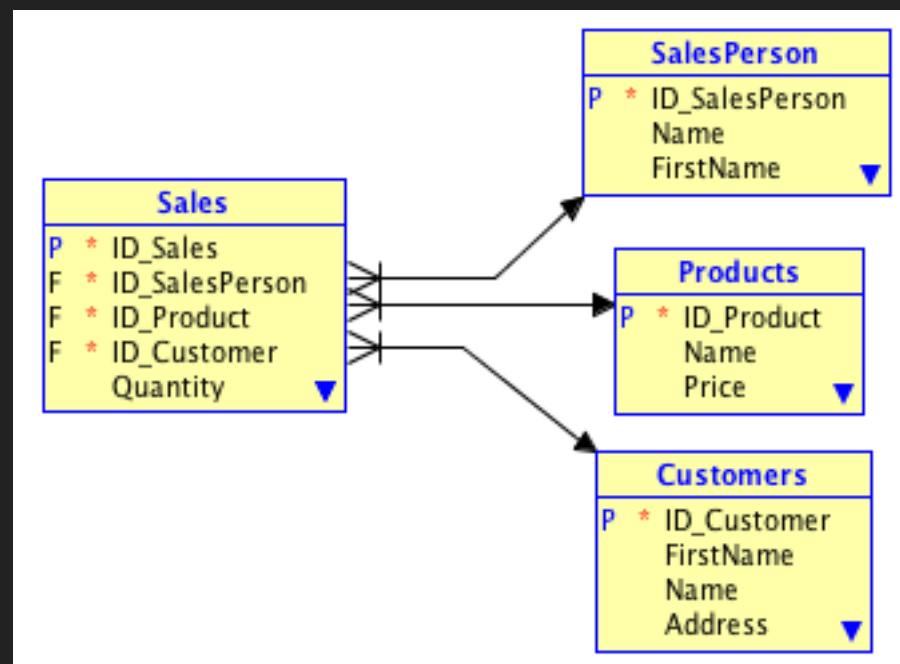 SalesPerson
P * ID_SalesPerson
Name
FirstName
Sales
P * ID_Sales
F * ID_SalesPerson
F * ID_Product
F * ID_Customer
Quantity
Products
P * ID_Product
Name
Price
Customers
P * ID_Customer
FirstName
Name
Address